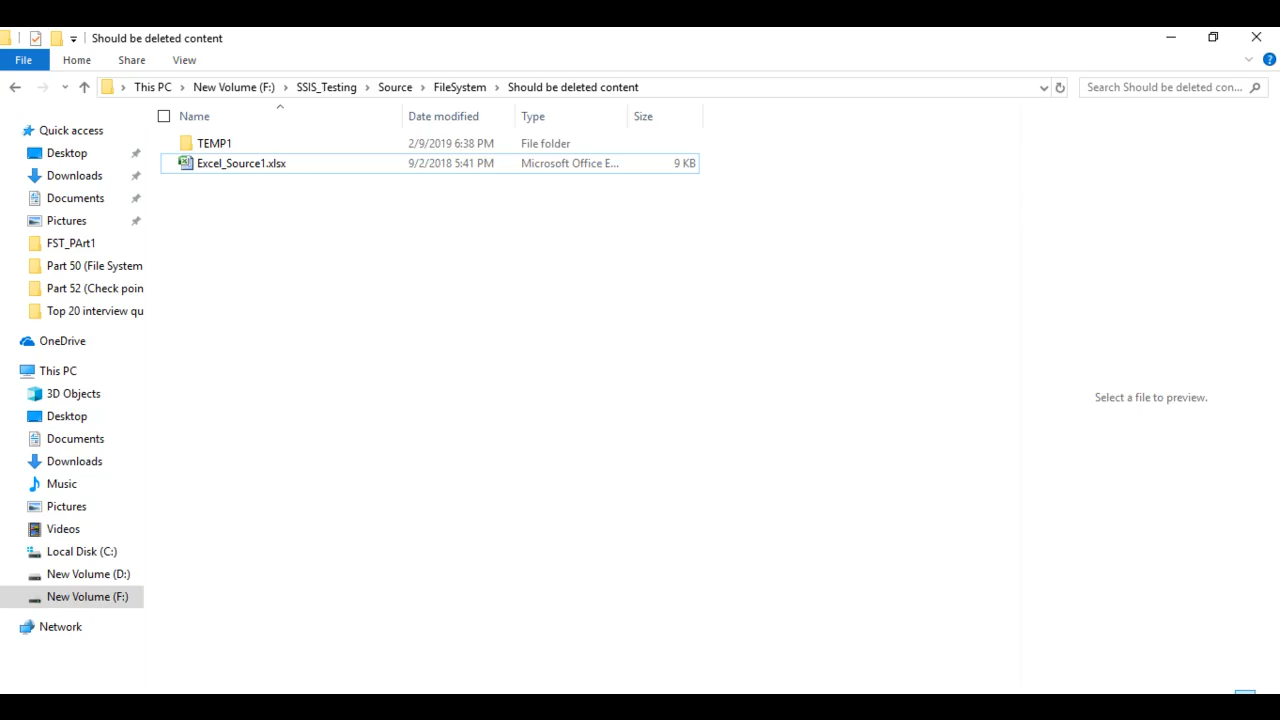 Should be deleted content
File Home Share View
This PC New Volume (F:) SSIS_Testing Source FileSystem Should be deleted content Search Should be deleted con...
Name Date modified Type Size
TEMP1 2/9/2019 6:38 PM File folder
Excel_Source1.xlsx 9/2/2018 5:41 PM Microsoft Office E... 9 KB
Quick access
Desktop
Downloads
Documents
Pictures
FST_PArt1
Part 50 (File System
Part 52 (Check poin
Top 20 interview qu
OneDrive
This PC
3D Objects
Desktop
Documents
Downloads
Music
Pictures
Videos
Local Disk (C:)
New Volume (D:)
New Volume (F:)
Network
Select a file to preview.